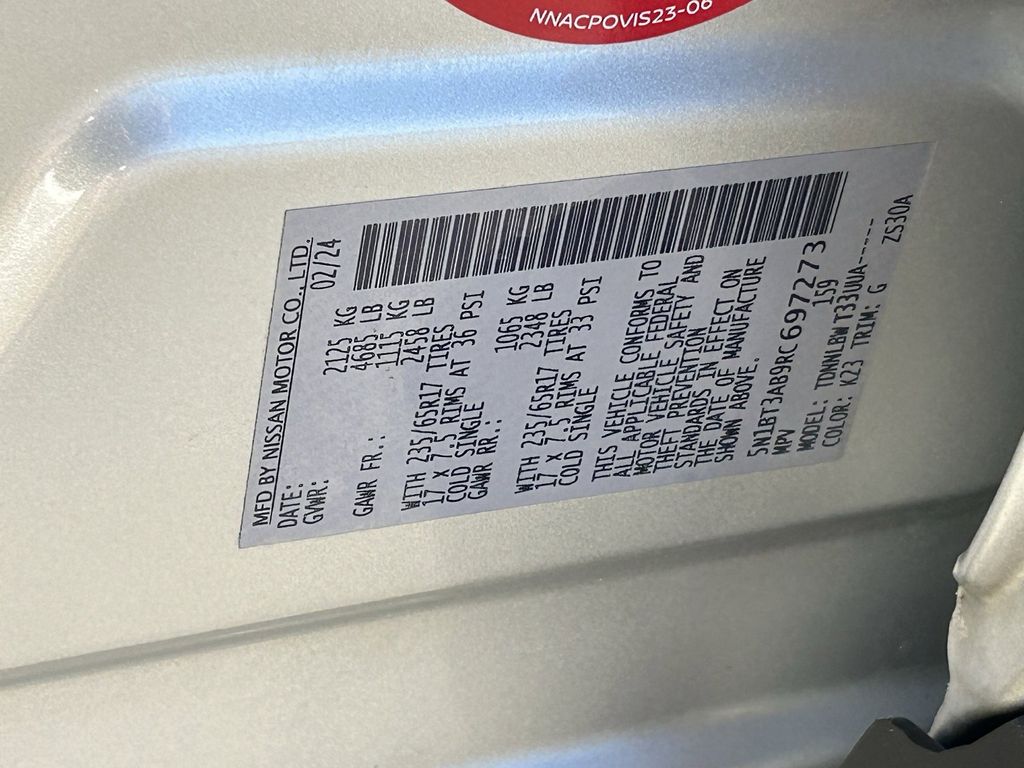 NNACPOVIS23-06
MFD BY NISSAN MOTOR CO., LTD.
DATE: 02/24
GVWR: 2125 KG
4685 LB
GAWR FR.: 1115 KG
2458 LB
WITH 235/65R17 TIRES
17 X 7.5 RIMS AT 36 PSI
COLD SINGLE
GAWR RR.: 1065 KG
2348 LB
WITH 235/65R17 TIRES
17 X 7.5 RIMS AT 33 PSI
COLD SINGLE
THIS VEHICLE CONFORMS TO
ALL APPLICABLE FEDERAL
MOTOR VEHICLE SAFETY AND
THEFT PREVENTION
STANDARDS IN EFFECT ON
THE DATE OF MANUFACTURE
SHOWN ABOVE.
5N1BT3AB9RC697273
MPV 159
MODEL: TDNNLBW T33UUA-----
COLOR: K23 TRIM: G ZS30A